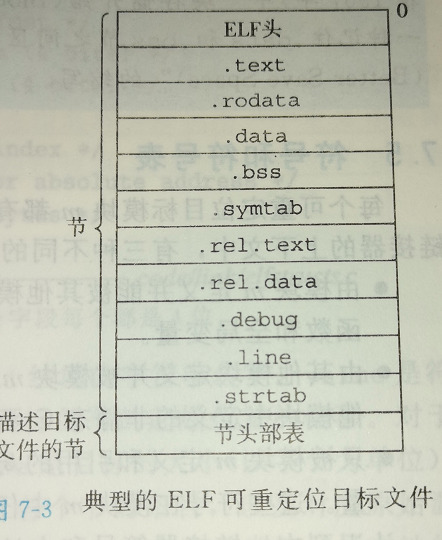 0
ELF头
.text
.rodata
.data
.bss
.symtab
节
.rel.text
.rel.data
.debug
.line
.strtab
描述目标
文件的节
节头部表
图 7-3 典型的 ELF 可重定位目标文件